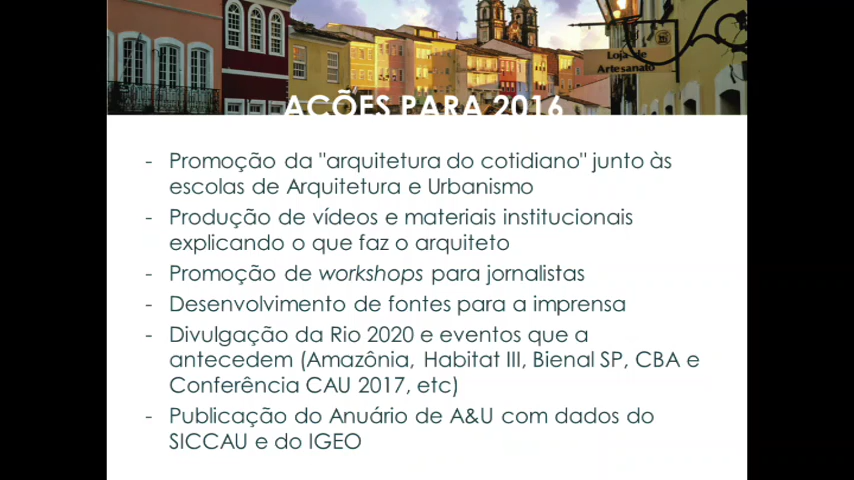 Loja de
Artesanato
AÇÕES PARA 2016
- Promoção da "arquitetura do cotidiano" junto às
escolas de Arquitetura e Urbanismo
- Produção de vídeos e materiais institucionais
explicando o que faz o arquiteto
- Promoção de workshops para jornalistas
- Desenvolvimento de fontes para a imprensa
- Divulgação da Rio 2020 e eventos que a
antecedem (Amazônia, Habitat III, Bienal SP, CBA e
Conferência CAU 2017, etc)
- Publicação do Anuário de A&U com dados do
SICCAU e do IGEO